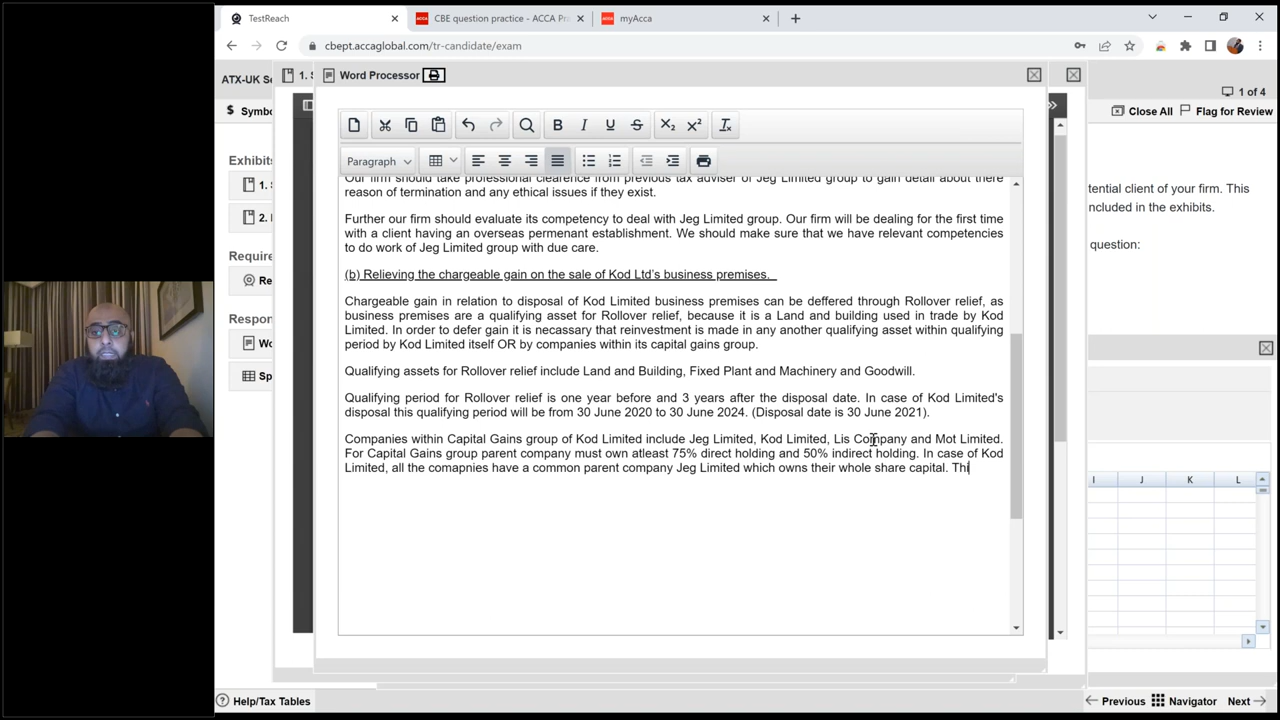 TestReach
CBE question practice - ACCA Pr
myAcca
cbept.accaglobal.com/tr-candidate/exam
ATX-UK Se
1. S
Word Processor
1 of 4
$ Symbo
Close All
Flag for Review
Paragraph
Exhibits
1. S
2.
Require
Re
Respon
Wo
Sp
Our firm should take professional clearence from previous tax adviser of Jeg Limited group to gain detail about there
reason of termination and any ethical issues if they exist.
Further our firm should evaluate its competency to deal with Jeg Limited group. Our firm will be dealing for the first time
with a client having an overseas permenant establishment. We should make sure that we have relevant competencies
to do work of Jeg Limited group with due care.
(b) Relieving the chargeable gain on the sale of Kod Ltd's business premises.
Chargeable gain in relation to disposal of Kod Limited business premises can be deffered through Rollover relief, as
business premises are a qualifying asset for Rollover relief, because it is a Land and building used in trade by Kod
Limited. In order to defer gain it is necassary that reinvestment is made in any another qualifying asset within qualifying
period by Kod Limited itself OR by companies within its capital gains group.
Qualifying assets for Rollover relief include Land and Building, Fixed Plant and Machinery and Goodwill.
Qualifying period for Rollover relief is one year before and 3 years after the disposal date. In case of Kod Limited's
disposal this qualifying period will be from 30 June 2020 to 30 June 2024. (Disposal date is 30 June 2021).
Companies within Capital Gains group of Kod Limited include Jeg Limited, Kod Limited, Lis Company and Mot Limited.
For Capital Gains group parent company must own atleast 75% direct holding and 50% indirect holding. In case of Kod
Limited, all the comapnies have a common parent company Jeg Limited which owns their whole share capital. Thi
tential client of your firm. This
ncluded in the exhibits.
question:
I J K L
Help/Tax Tables
Previous
Navigator
Next